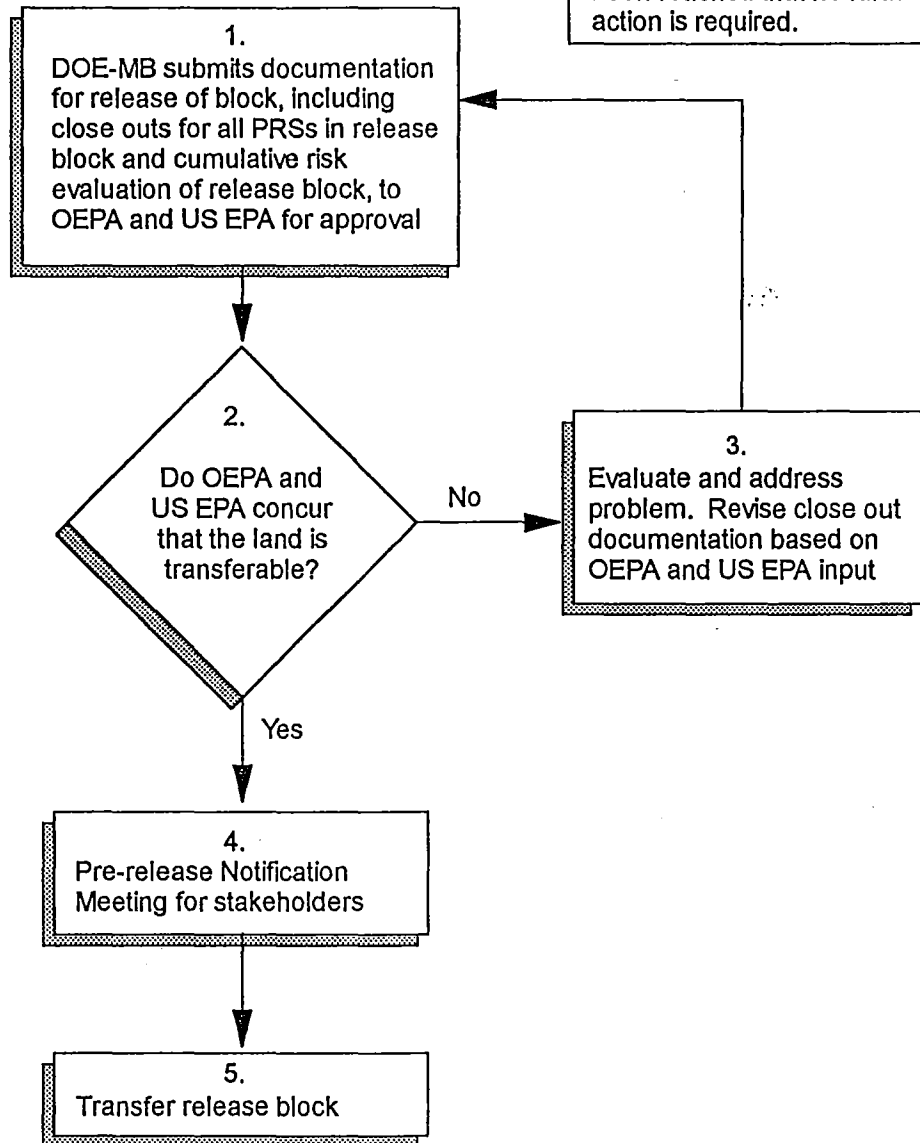 action is required.
1.
DOE-MB submits documentation
for release of block, including
close outs for all PRSs in release
block and cumulative risk
evaluation of release block, to
OEPA and US EPA for approval
2.
Do OEPA and
US EPA concur
that the land is
transferable?
No
3.
Evaluate and address
problem. Revise close out
documentation based on
OEPA and US EPA input
Yes
4.
Pre-release Notification
Meeting for stakeholders
5.
Transfer release block